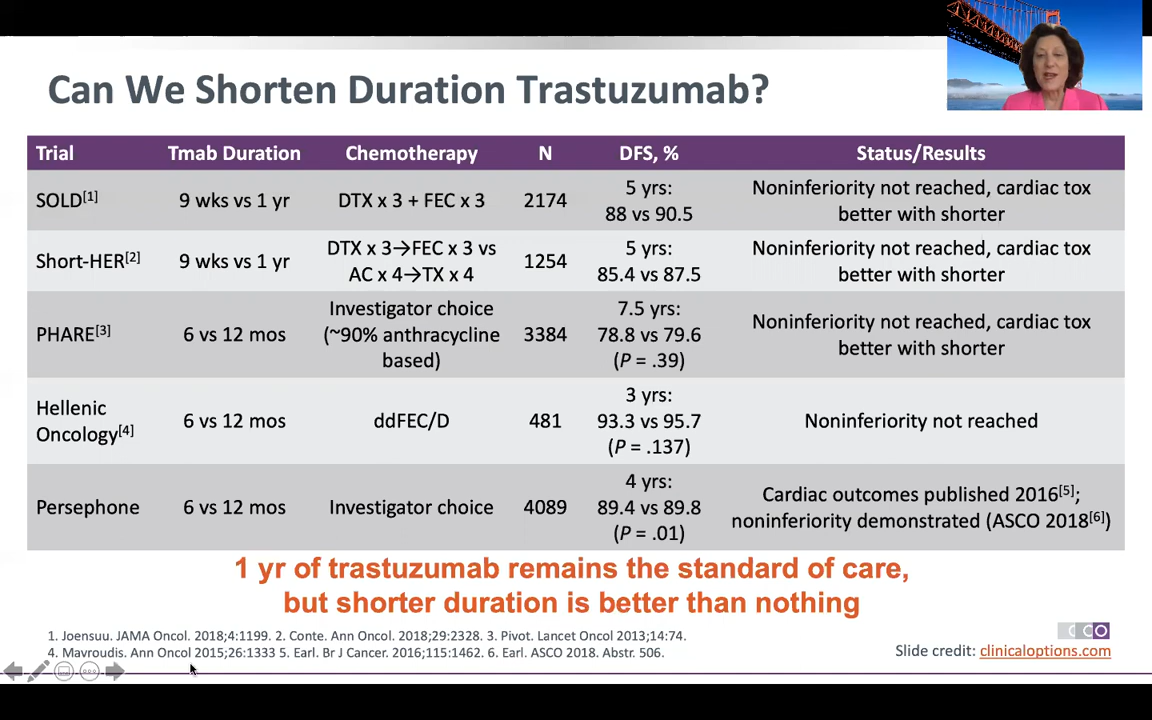 Can We Shorten Duration Trastuzumab?
Trial Tmab Duration Chemotherapy N DFS, % Status/Results
SOLD[1] 9 wks vs 1 yr DTX x 3 + FEC x 3 2174 5 yrs: 88 vs 90.5 Noninferiority not reached, cardiac tox better with shorter
Short-HER[2] 9 wks vs 1 yr DTX x 3→FEC x 3 vs AC x 4→TX x 4 1254 5 yrs: 85.4 vs 87.5 Noninferiority not reached, cardiac tox better with shorter
PHARE[3] 6 vs 12 mos Investigator choice (~90% anthracycline based) 3384 7.5 yrs: 78.8 vs 79.6 (P = .39) Noninferiority not reached, cardiac tox better with shorter
Hellenic Oncology[4] 6 vs 12 mos ddFEC/D 481 3 yrs: 93.3 vs 95.7 (P = .137) Noninferiority not reached
Persephone 6 vs 12 mos Investigator choice 4089 4 yrs: 89.4 vs 89.8 (P = .01) Cardiac outcomes published 2016[5]; noninferiority demonstrated (ASCO 2018[6])
1 yr of trastuzumab remains the standard of care,
but shorter duration is better than nothing
1. Joensuu. JAMA Oncol. 2018;4:1199. 2. Conte. Ann Oncol. 2018;29:2328. 3. Pivot. Lancet Oncol 2013;14:74.
4. Mavroudis. Ann Oncol 2015;26:1333 5. Earl. Br J Cancer. 2016;115:1462. 6. Earl. ASCO 2018. Abstr. 506.
CCO
Slide credit: clinicaloptions.com